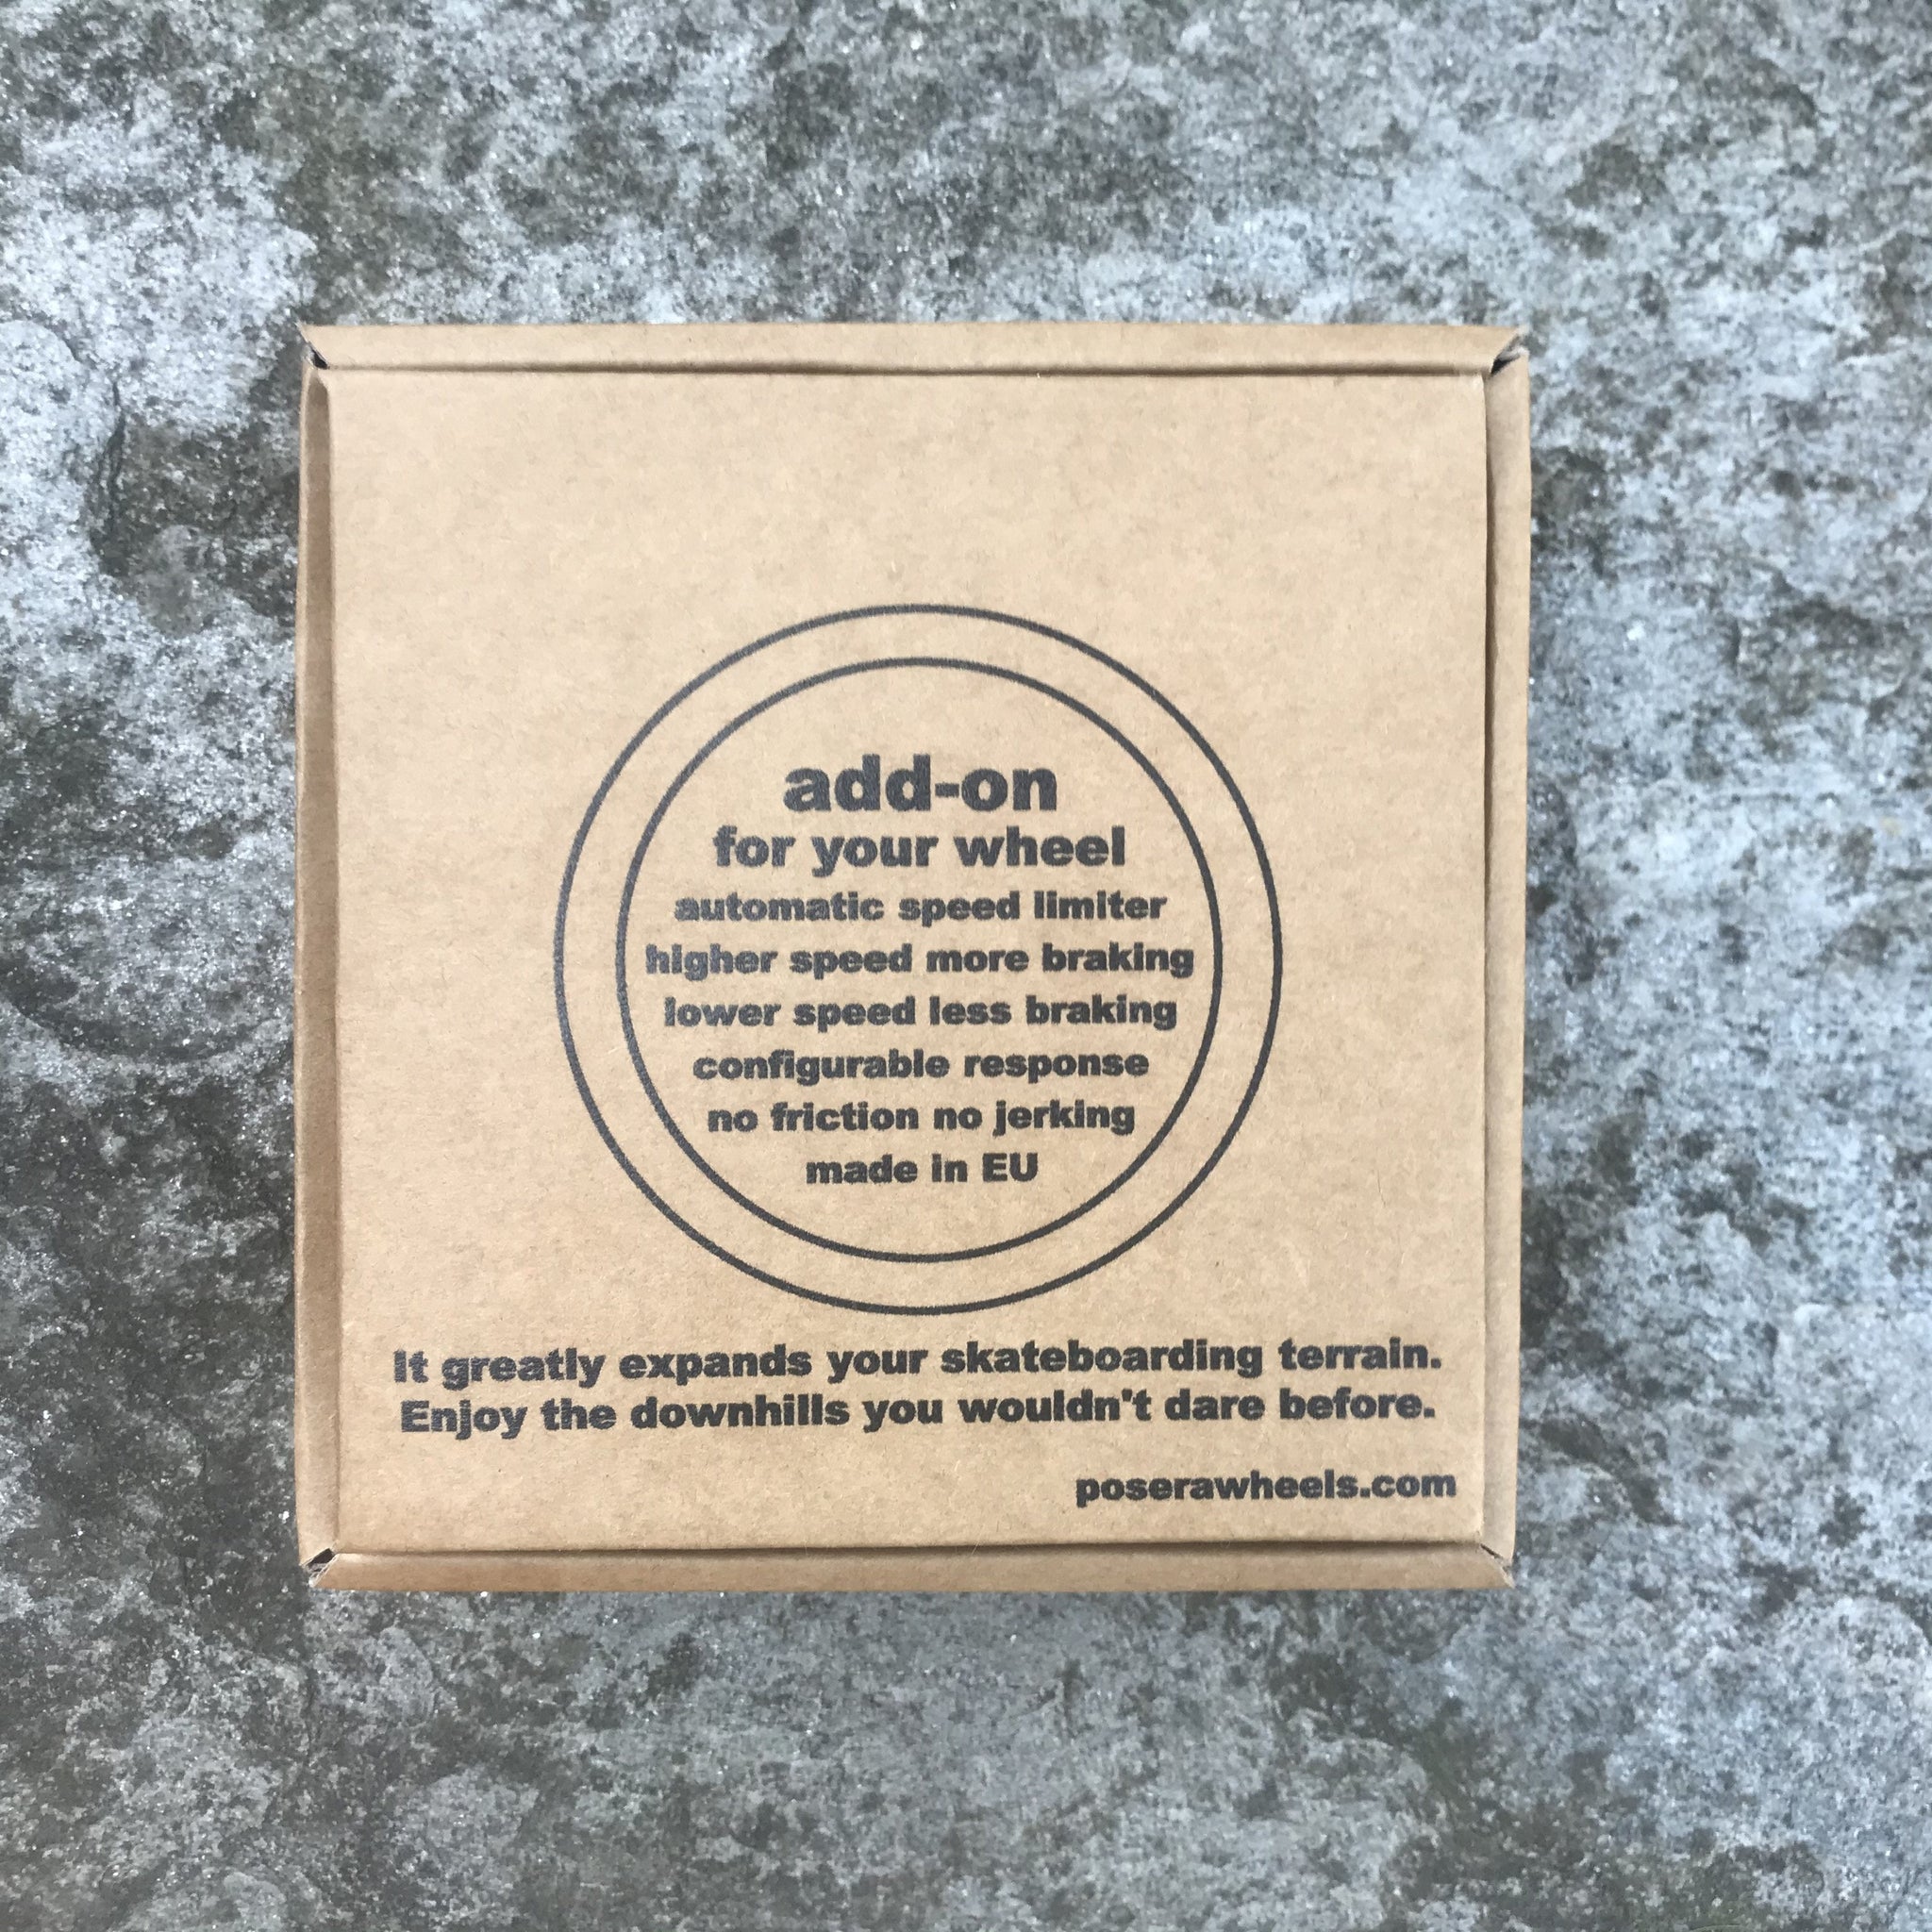 add-on
for your wheel
automatic speed limiter
higher speed more braking
lower speed less braking
configurable response
no friction no jerking
made in EU
It greatly expands your skateboarding terrain.
Enjoy the downhills you wouldn't dare before.
poserawheels.com